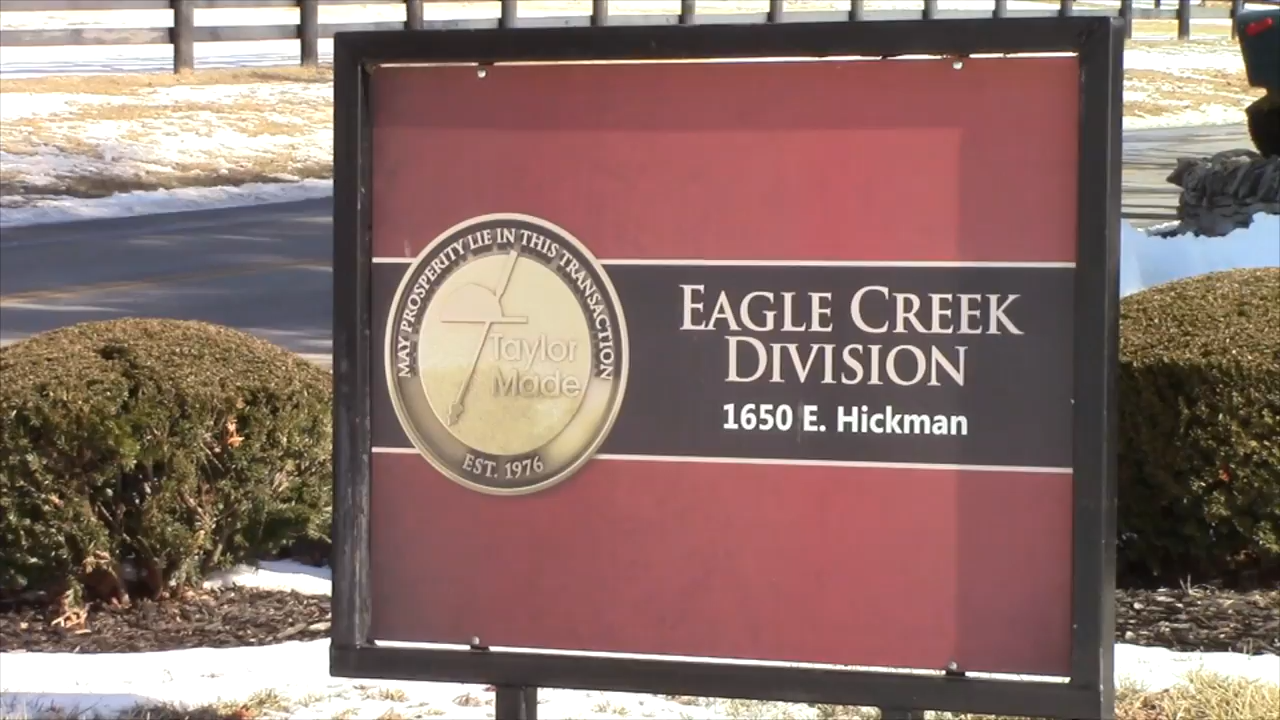 MAY PROSPERITY LIE IN THIS TRANSACTION
Taylor
Made
EST. 1976
EAGLE CREEK
DIVISION
1650 E. Hickman